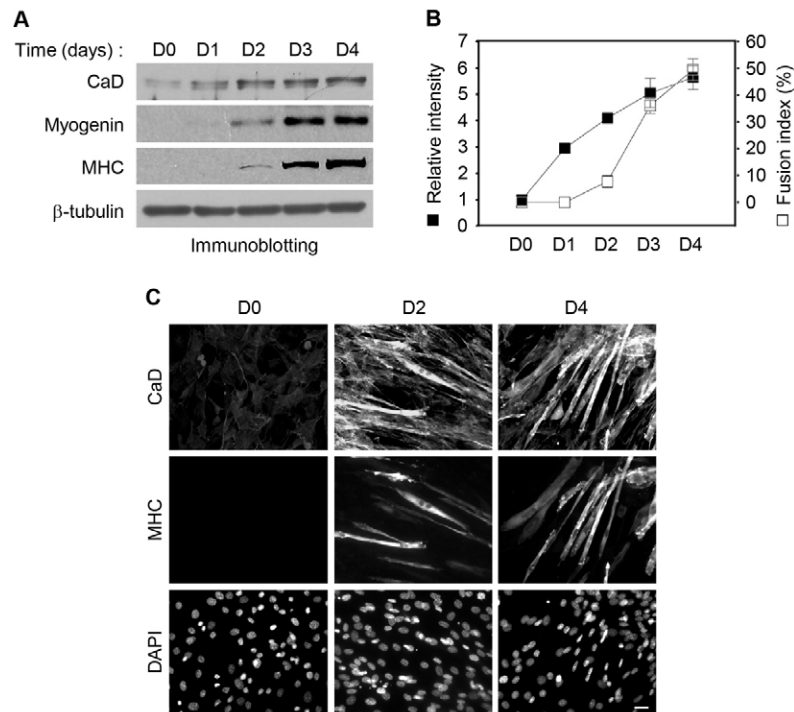 A
Time (days) : D0 D1 D2 D3 D4
CaD
Myogenin
MHC
β-tubulin
Immunoblotting
B
7
6
5
4
3
2
1
0
■ Relative intensity
60
50
40
30
20
10
0
□ Fusion index (%)
D0 D1 D2 D3 D4
C
D0 D2 D4
CaD
MHC
DAPI